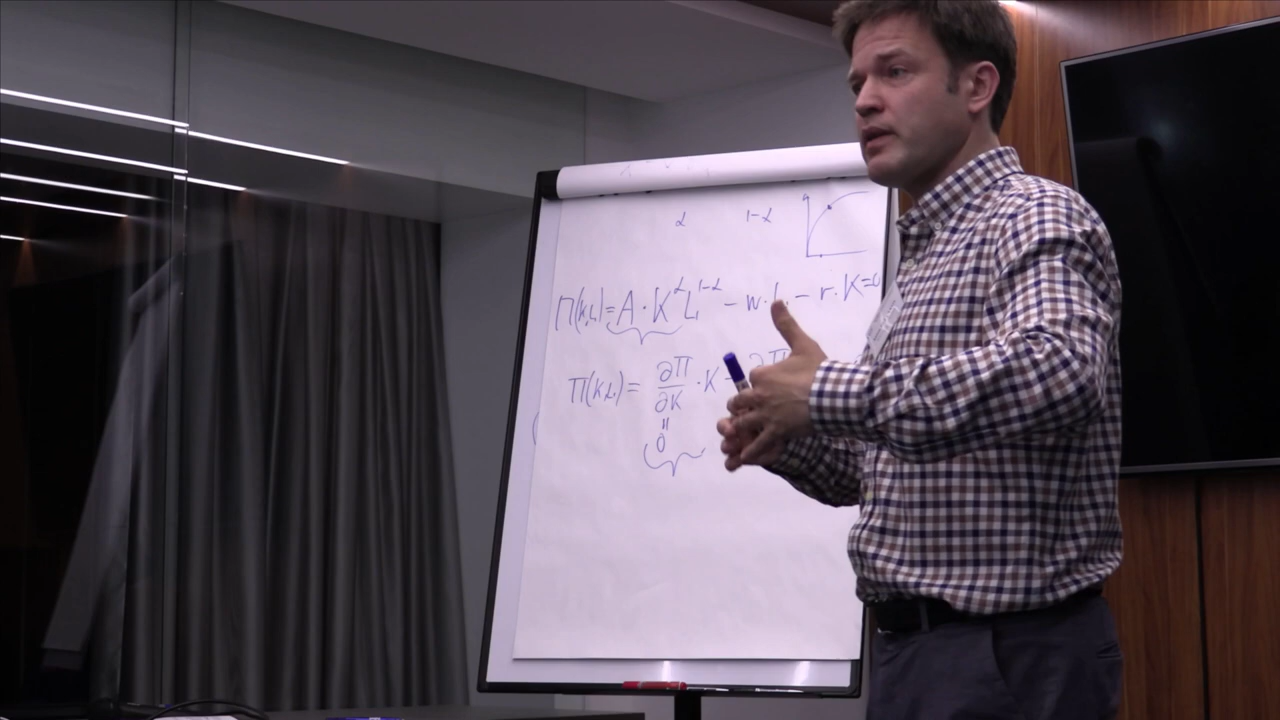 α 1-α
Π(K,L)=A·K^α L^{1-α} - w·L - r·K=0
Π(K,L)= ∂Π/∂K ·K ∂Π
=
0